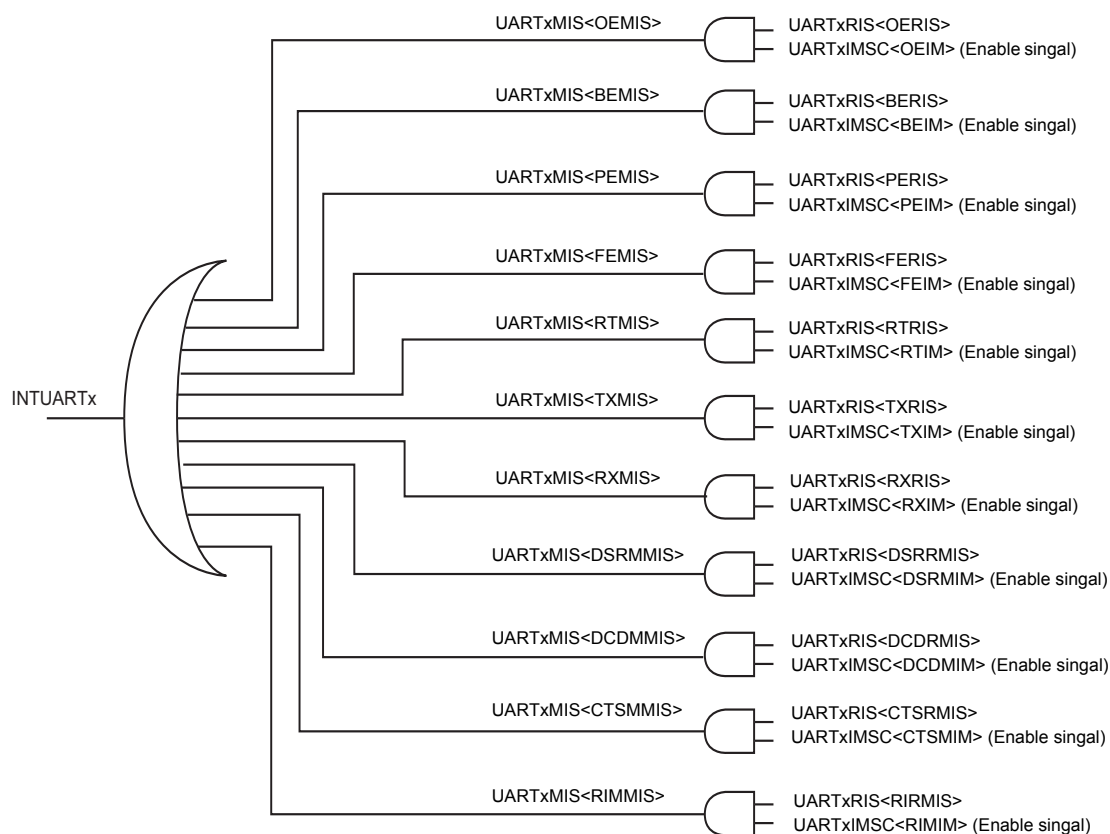 UARTxMIS<OEMIS>
UARTxRIS<OERIS>
UARTxIMSC<OEIM> (Enable singal)
UARTxMIS<BEMIS>
UARTxRIS<BERIS>
UARTxIMSC<BEIM> (Enable singal)
UARTxMIS<PEMIS>
UARTxRIS<PERIS>
UARTxIMSC<PEIM> (Enable singal)
UARTxMIS<FEMIS>
UARTxRIS<FERIS>
UARTxIMSC<FEIM> (Enable singal)
UARTxMIS<RTMIS>
UARTxRIS<RTRIS>
UARTxIMSC<RTIM> (Enable singal)
INTUARTx
UARTxMIS<TXMIS>
UARTxRIS<TXRIS>
UARTxIMSC<TXIM> (Enable singal)
UARTxMIS<RXMIS>
UARTxRIS<RXRIS>
UARTxIMSC<RXIM> (Enable singal)
UARTxMIS<DSRMMIS>
UARTxRIS<DSRRMIS>
UARTxIMSC<DSRMIM> (Enable singal)
UARTxMIS<DCDMMIS>
UARTxRIS<DCDRMIS>
UARTxIMSC<DCDMIM> (Enable singal)
UARTxMIS<CTSMMIS>
UARTxRIS<CTSRMIS>
UARTxIMSC<CTSMIM> (Enable singal)
UARTxMIS<RIMMIS>
UARTxRIS<RIRMIS>
UARTxIMSC<RIMIM> (Enable singal)